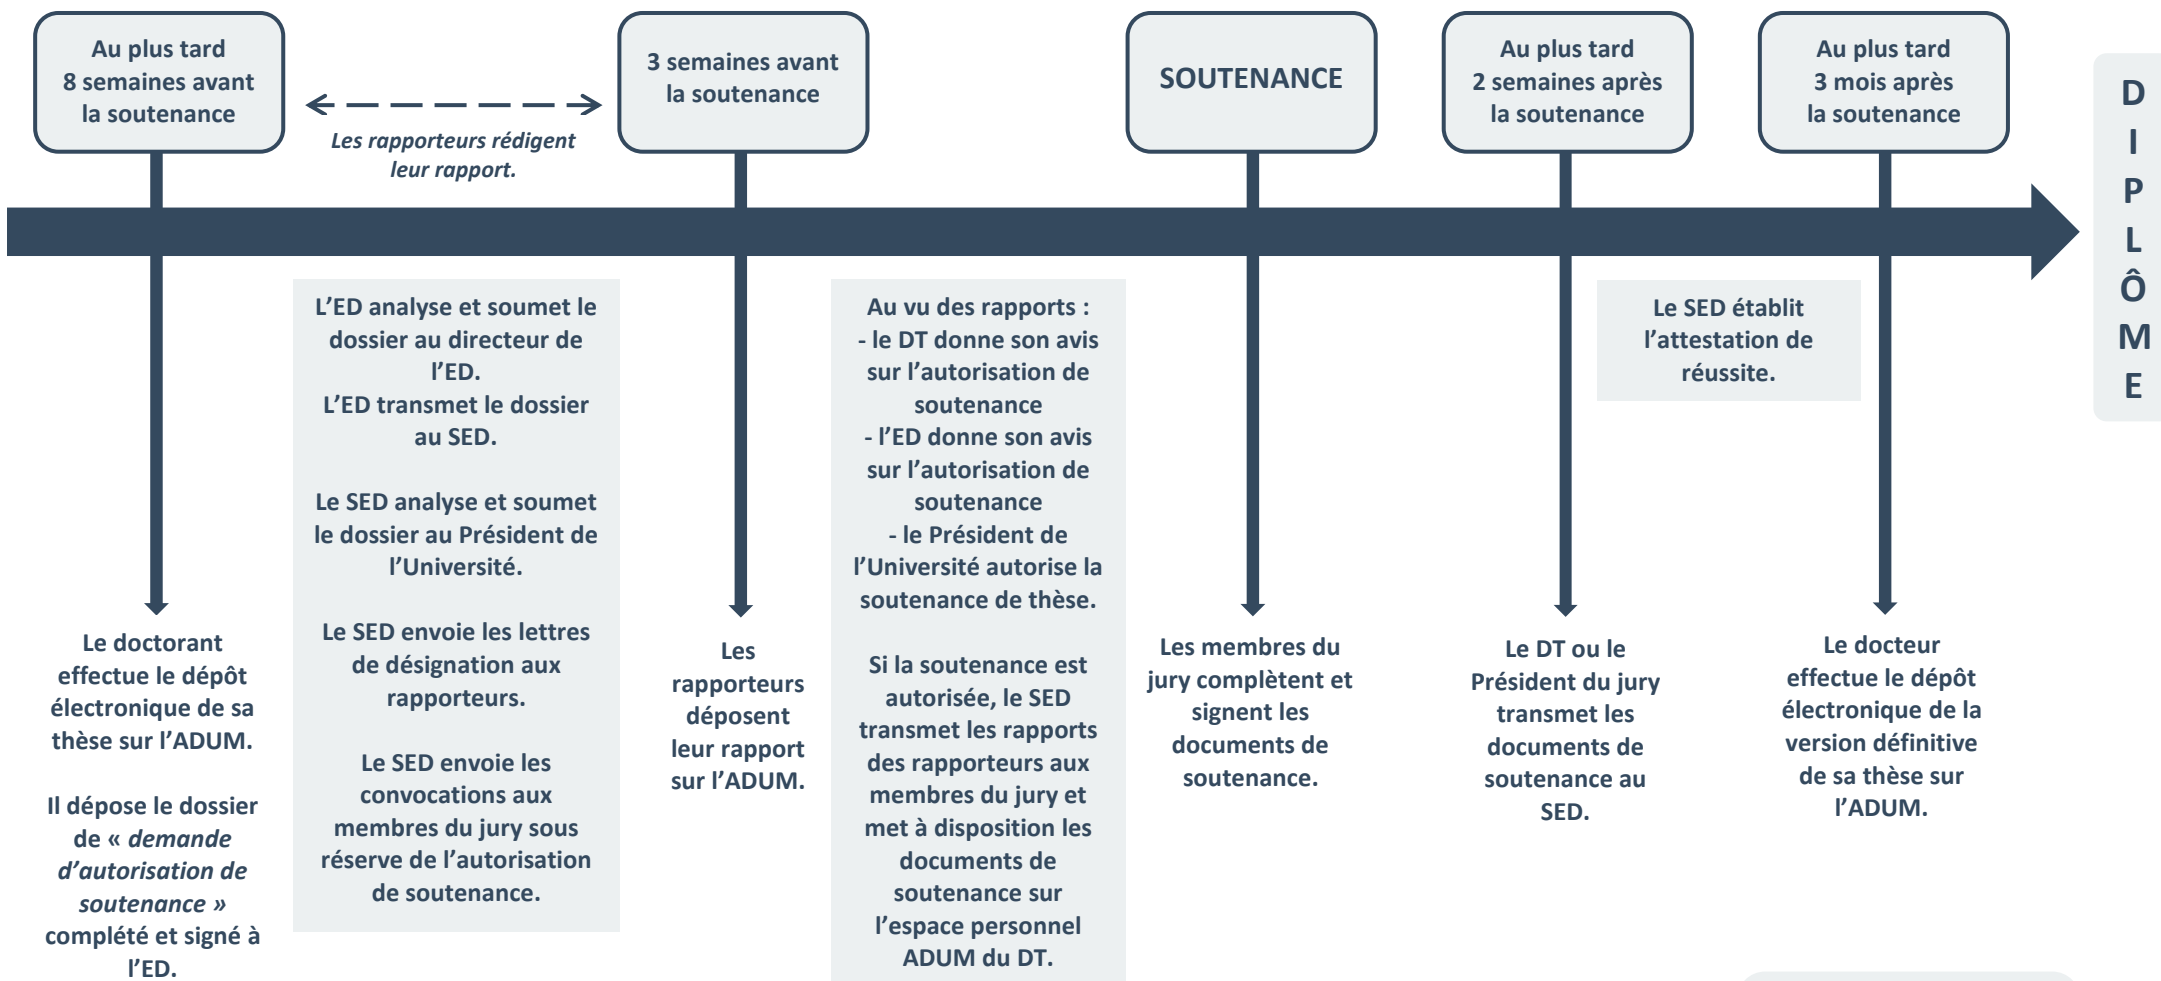 Au plus tard
8 semaines avant
la soutenance
Les rapporteurs rédigent
leur rapport.
3 semaines avant
la soutenance
SOUTENANCE
Au plus tard
2 semaines après
la soutenance
Au plus tard
3 mois après
la soutenance
D
I
P
L
Ô
M
E
Le doctorant
effectue le dépôt
électronique de sa
thèse sur l’ADUM.
Il dépose le dossier
de « demande
d’autorisation de
soutenance »
complété et signé à
l’ED.
L’ED analyse et soumet le
dossier au directeur de
l’ED.
L’ED transmet le dossier
au SED.
Le SED analyse et soumet
le dossier au Président de
l’Université.
Le SED envoie les lettres
de désignation aux
rapporteurs.
Le SED envoie les
convocations aux
membres du jury sous
réserve de l’autorisation
de soutenance.
Les
rapporteurs
déposent
leur rapport
sur l’ADUM.
Au vu des rapports :
- le DT donne son avis
sur l’autorisation de
soutenance
- l’ED donne son avis
sur l’autorisation de
soutenance
- le Président de
l’Université autorise la
soutenance de thèse.
Si la soutenance est
autorisée, le SED
transmet les rapports
des rapporteurs aux
membres du jury et
met à disposition les
documents de
soutenance sur
l’espace personnel
ADUM du DT.
Les membres du
jury complètent et
signent les
documents de
soutenance.
Le DT ou le
Président du jury
transmet les
documents de
soutenance au
SED.
Le SED établit
l’attestation de
réussite.
Le docteur
effectue le dépôt
électronique de la
version définitive
de sa thèse sur
l’ADUM.